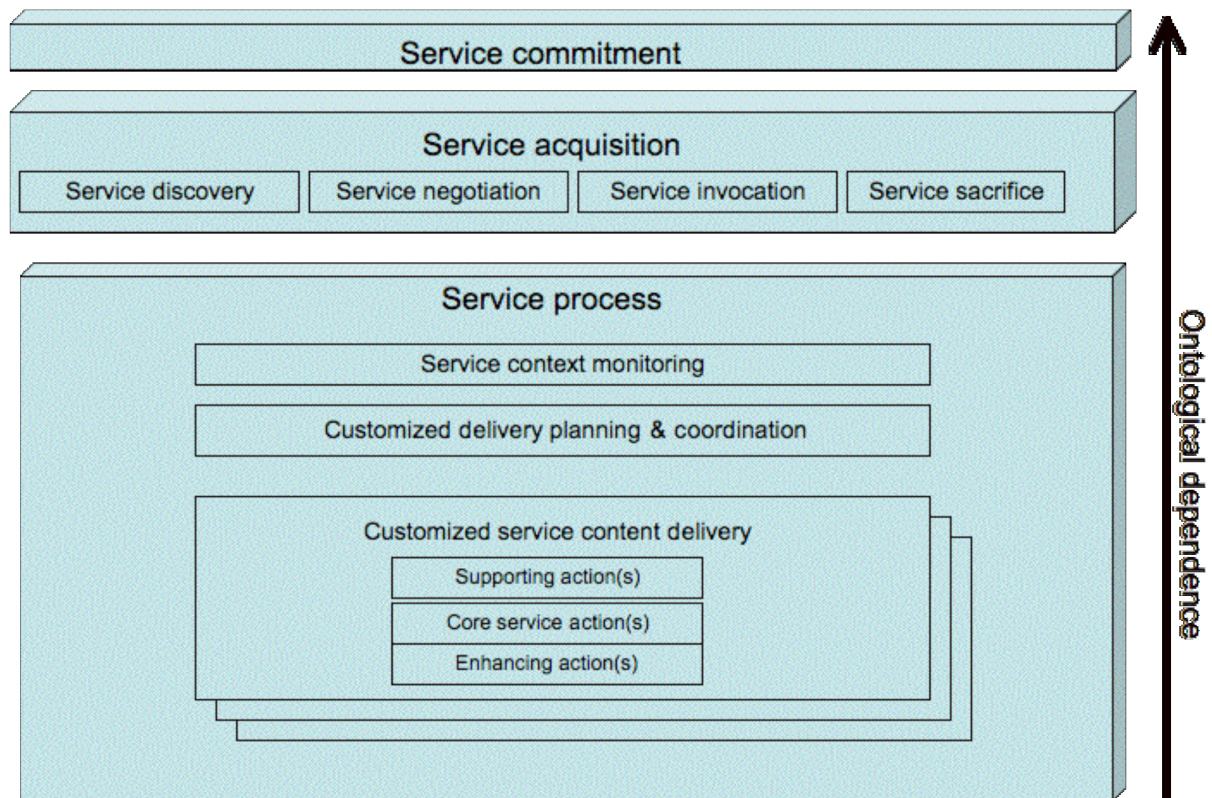 Service commitment
Service acquisition
Service discovery
Service negotiation
Service invocation
Service sacrifice
Service process
Service context monitoring
Customized delivery planning & coordination
Customized service content delivery
Supporting action(s)
Core service action(s)
Enhancing action(s)
Ontological dependence